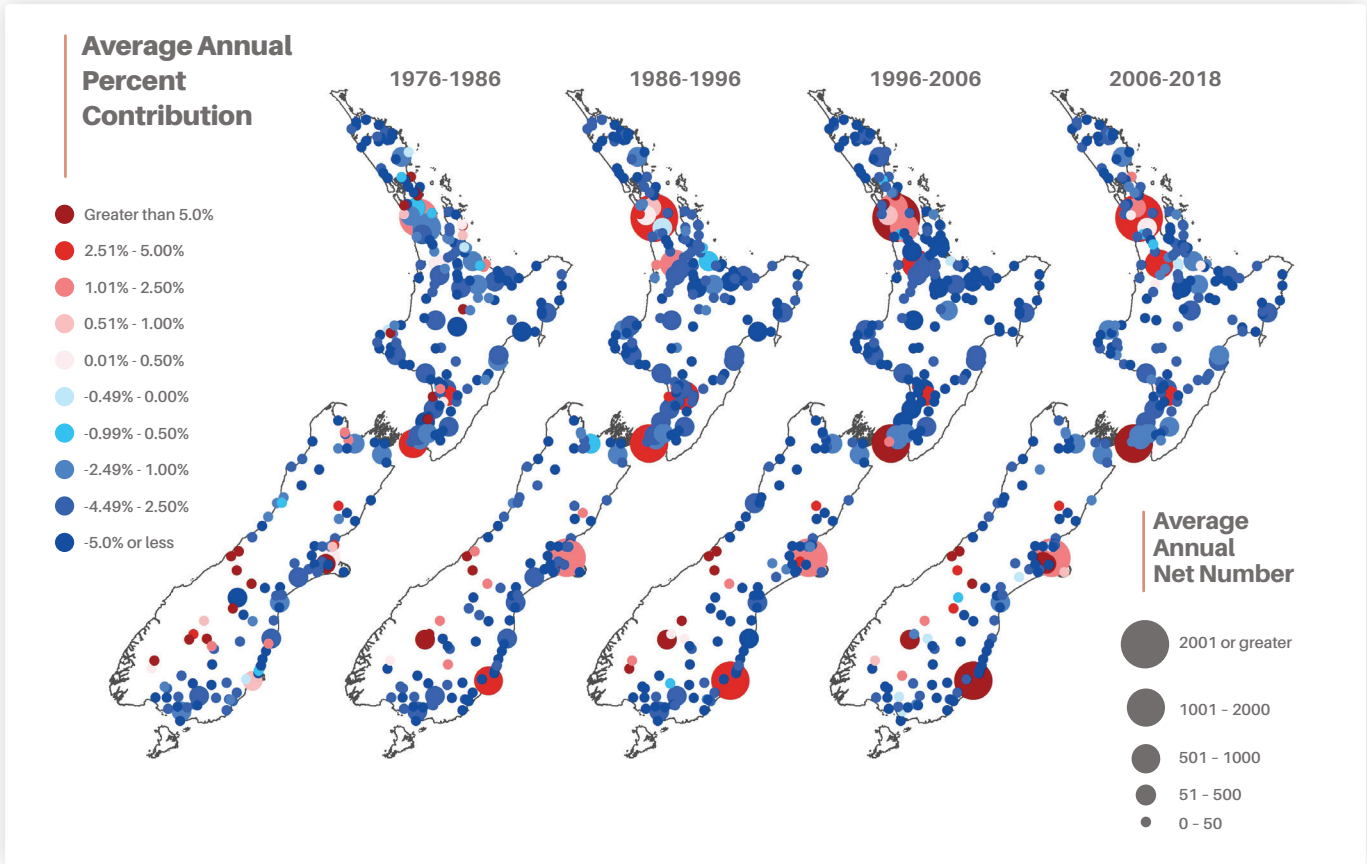 Average Annual
Percent
Contribution
1976-1986
1986-1996
1996-2006
2006-2018
Greater than 5.0%
2.51% - 5.00%
1.01% - 2.50%
0.51% - 1.00%
0.01% - 0.50%
-0.49% - 0.00%
-0.99% - 0.50%
-2.49% - 1.00%
-4.49% - 2.50%
-5.0% or less
Average
Annual
Net Number
2001 or greater
1001 – 2000
501 – 1000
51 – 500
0 – 50